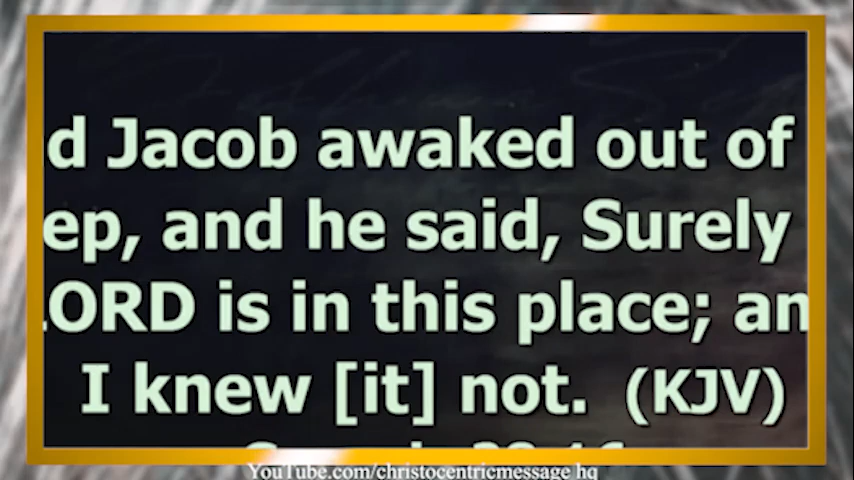 d Jacob awaked out of
ep, and he said, Surely
ORD is in this place; an
I knew [it] not. (KJV)
YouTube.com/christocentricmessage hq